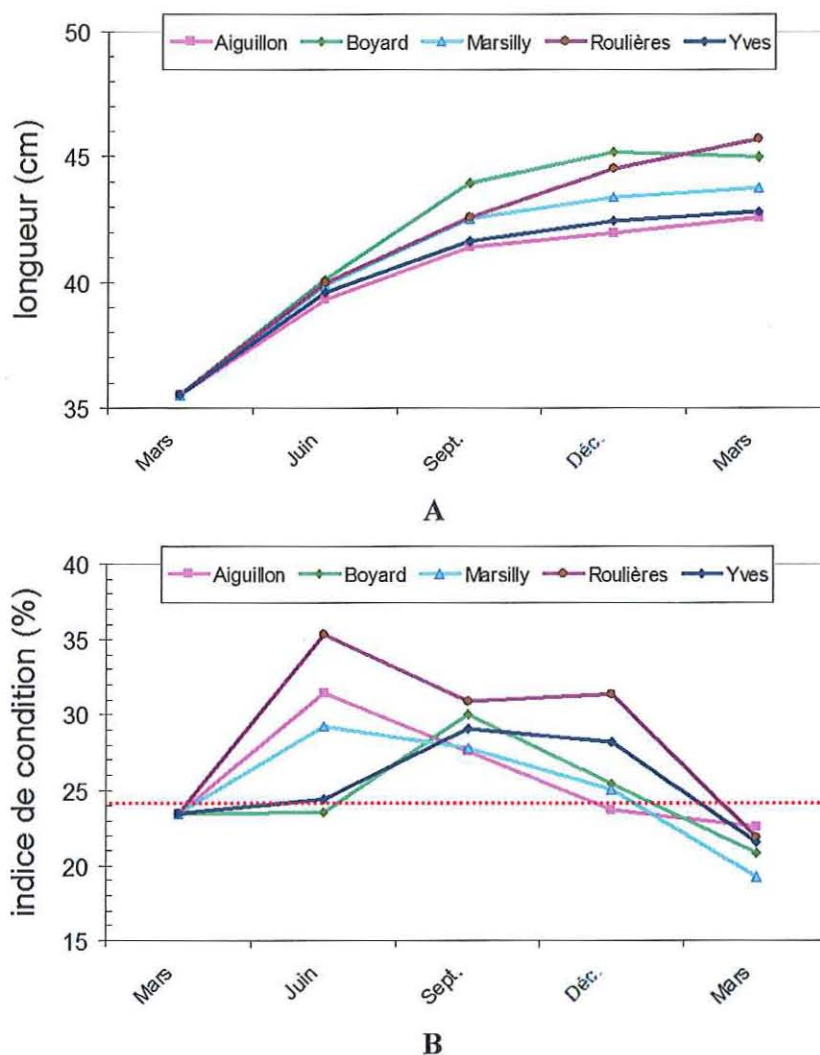 50
Aiguillon Boyard Marsilly Roulières Yves
45
40
35
longueur (cm)
Mars Juin Sept. Déc. Mars
A
40
Aiguillon Boyard Marsilly Roulières Yves
35
30
25
20
15
indice de condition (%)
Mars Juin Sept. Déc. Mars
B